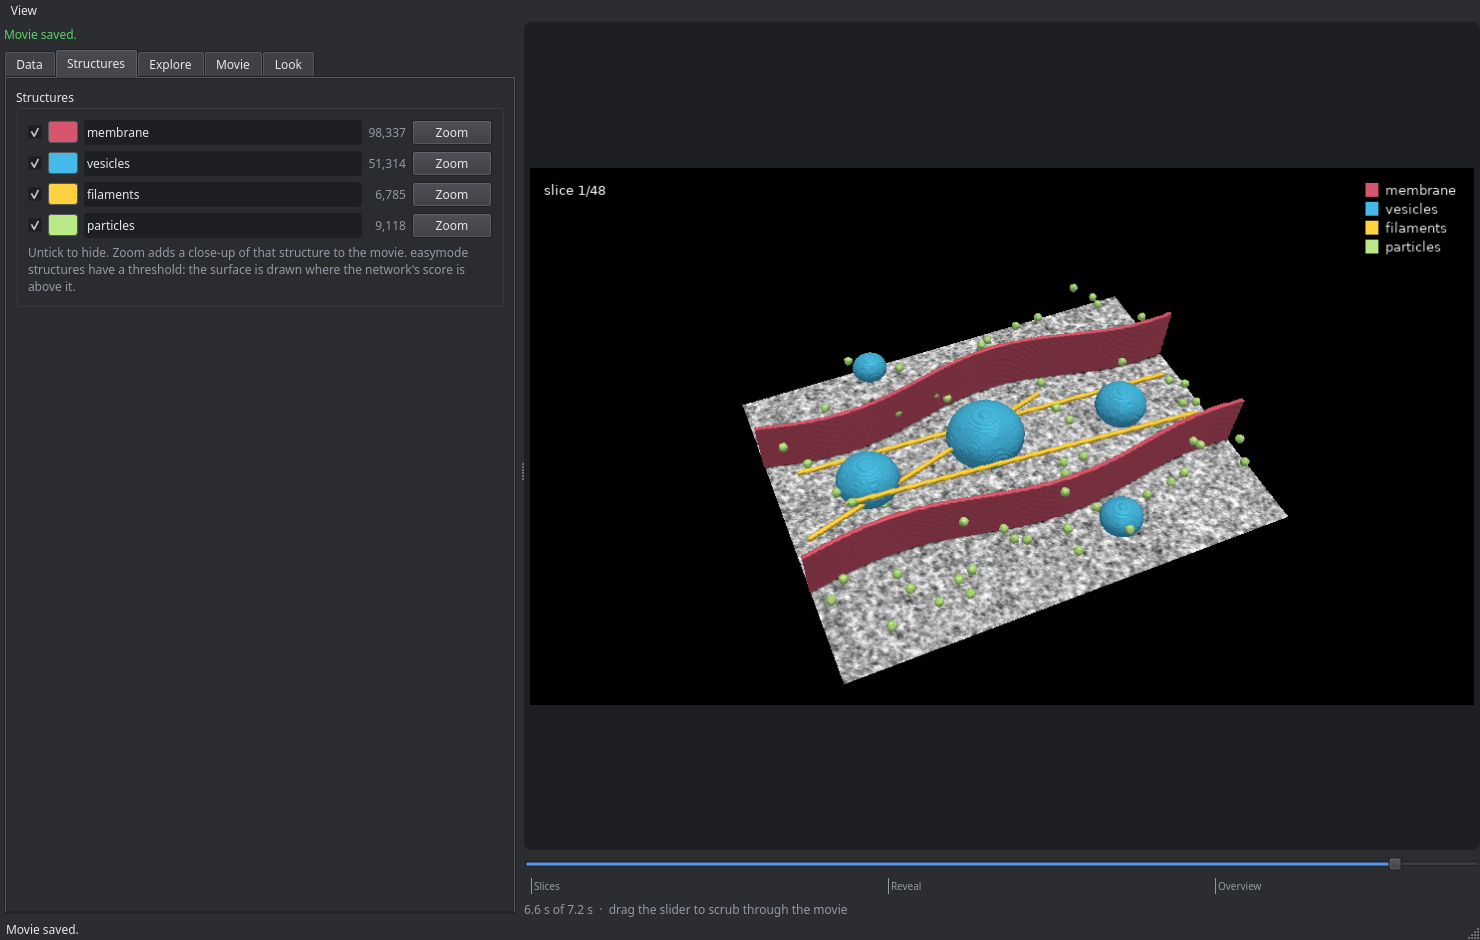 View
Movie saved.
Data
Structures
Explore
Movie
Look
Structures
membrane 98,337 Zoom
vesicles 51,314 Zoom
filaments 6,785 Zoom
particles 9,118 Zoom
Untick to hide. Zoom adds a close-up of that structure to the movie. easymode
structures have a threshold: the surface is drawn where the network's score is
above it.
slice 1/48
membrane
vesicles
filaments
particles
Slices
Reveal
Overview
6.6 s of 7.2 s · drag the slider to scrub through the movie
Movie saved.